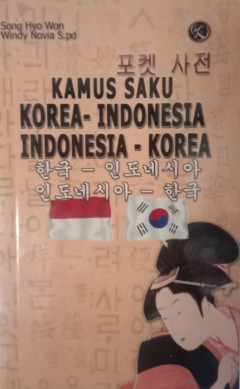 Song Hyo Won
Windy Novia S.pd
포켓 사전
KAMUS SAKU
KOREA- INDONESIA
INDONESIA - KOREA
한국 - 인도네시아
인도네시아 - 한국